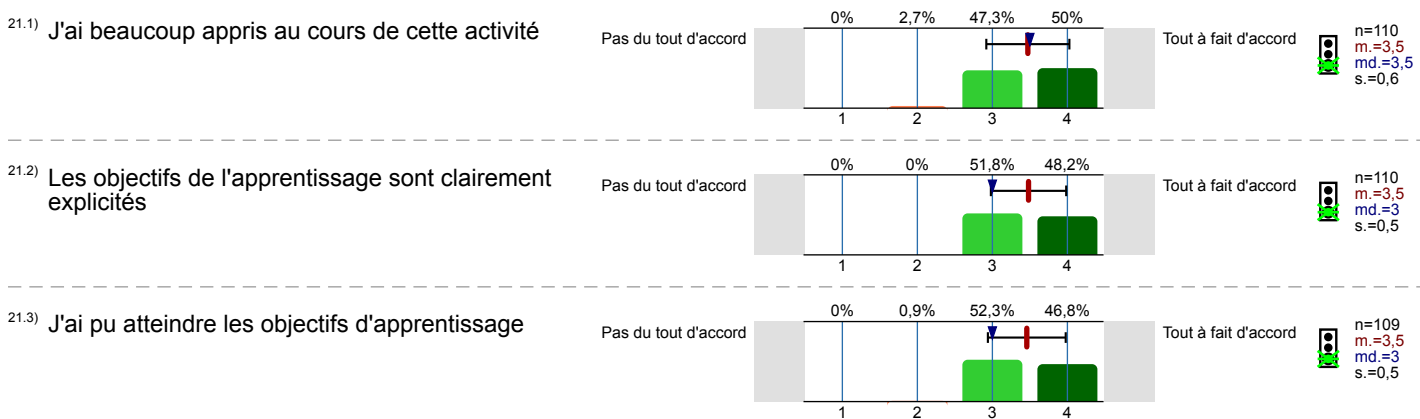 21.1) J'ai beaucoup appris au cours de cette activité
Pas du tout d'accord
0% 2,7% 47,3% 50%
1 2 3 4
Tout à fait d'accord
n=110
m.=3,5
md.=3,5
s.=0,6
21.2) Les objectifs de l'apprentissage sont clairement
explicités
Pas du tout d'accord
0% 0% 51,8% 48,2%
1 2 3 4
Tout à fait d'accord
n=110
m.=3,5
md.=3
s.=0,5
21.3) J'ai pu atteindre les objectifs d'apprentissage
Pas du tout d'accord
0% 0,9% 52,3% 46,8%
1 2 3 4
Tout à fait d'accord
n=109
m.=3,5
md.=3
s.=0,5